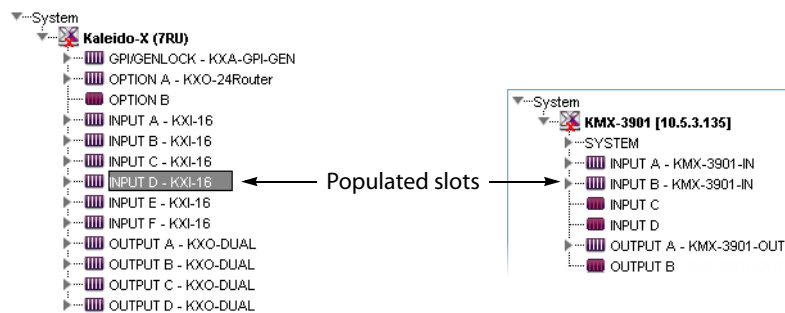 System
Kaleido-X (7RU)
GPI/GENLOCK - KXA-GPI-GEN
OPTION A - KXO-24Router
OPTION B
INPUT A - KXI-16
INPUT B - KXI-16
INPUT C - KXI-16
INPUT D - KXI-16
INPUT E - KXI-16
INPUT F - KXI-16
OUTPUT A - KXO-DUAL
OUTPUT B - KXO-DUAL
OUTPUT C - KXO-DUAL
OUTPUT D - KXO-DUAL
Populated slots
System
KMX-3901 [10.5.3.135]
SYSTEM
INPUT A - KMX-3901-IN
INPUT B - KMX-3901-IN
INPUT C
INPUT D
OUTPUT A - KMX-3901-OUT
OUTPUT B